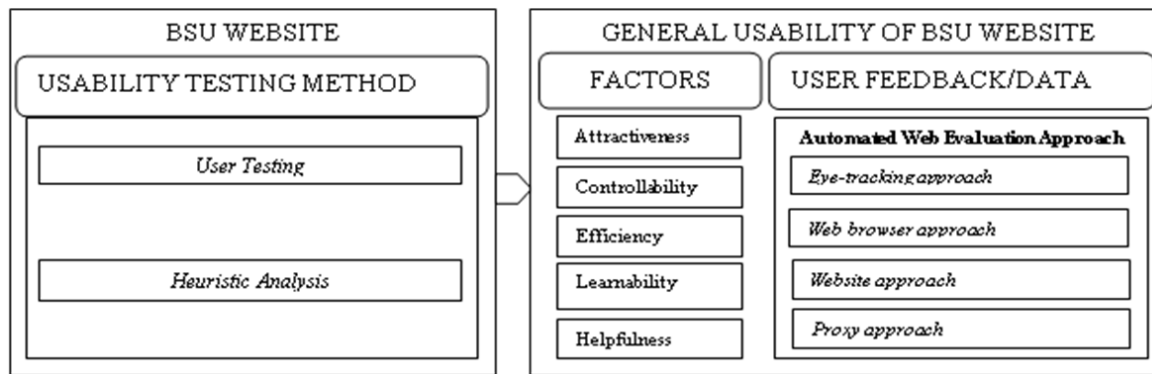 BSU WEBSITE
USABILITY TESTING METHOD
User Testing
Heuristic Analysis
GENERAL USABILITY OF BSU WEBSITE
FACTORS
Attractiveness
Controllability
Efficiency
Learnability
Helpfulness
USER FEEDBACK/DATA
Automated Web Evaluation Approach
Eye-tracking approach
Web browser approach
Website approach
Proxy approach